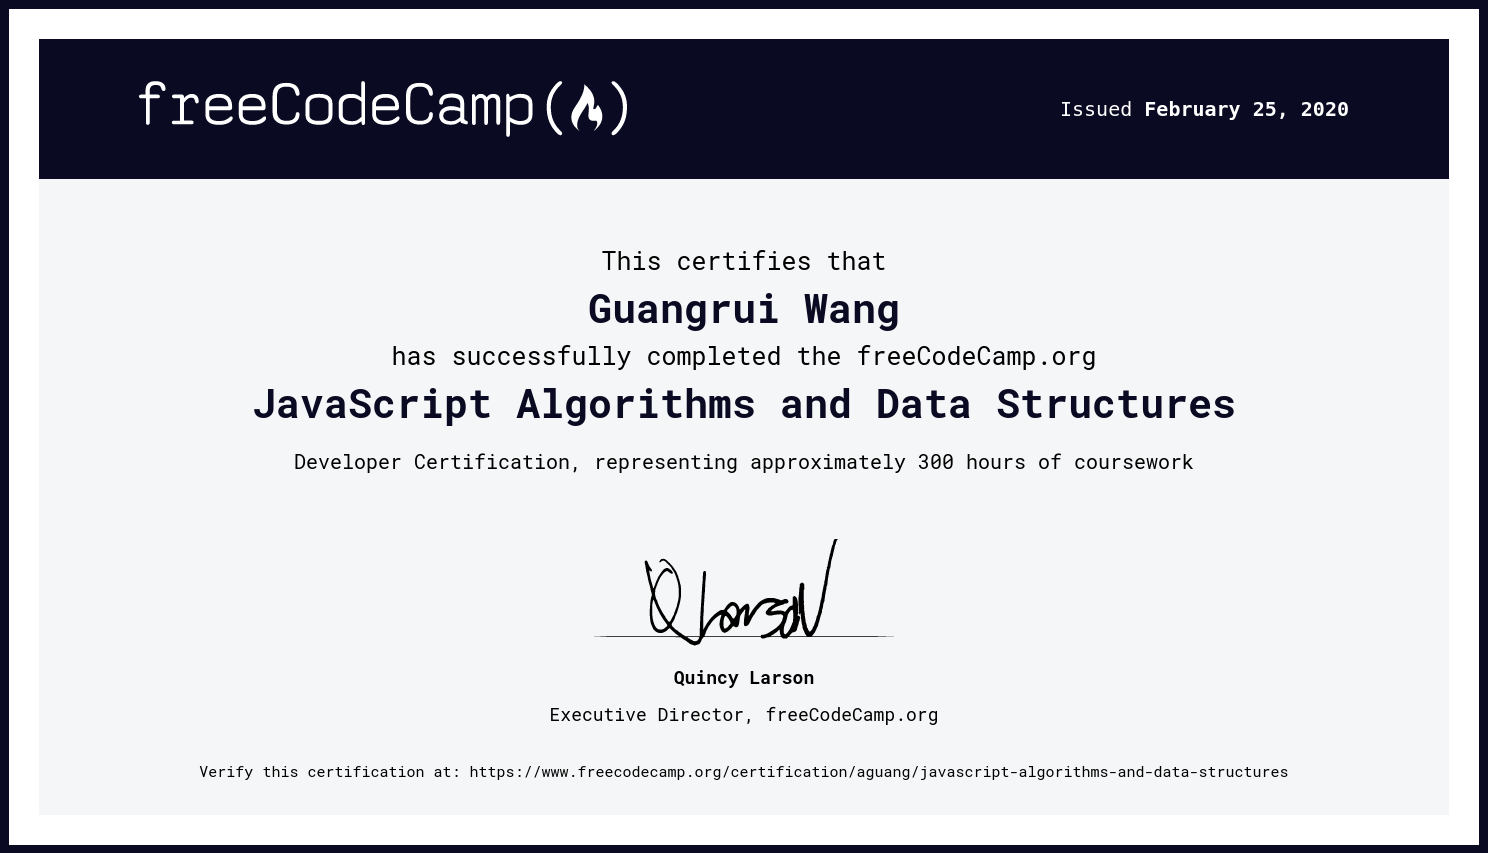 freeCodeCamp
Issued February 25, 2020
This certifies that
Guangrui Wang
has successfully completed the freeCodeCamp.org
JavaScript Algorithms and Data Structures
Developer Certification, representing approximately 300 hours of coursework
Q Larson
Quincy Larson
Executive Director, freeCodeCamp.org
Verify this certification at: https://www.freecodecamp.org/certification/aguang/javascript-algorithms-and-data-structures